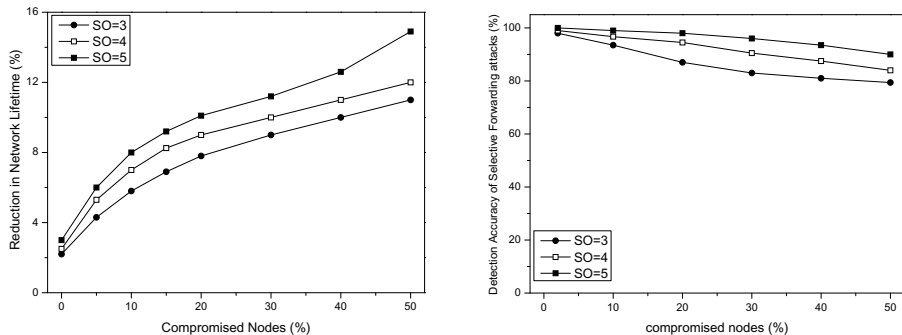 16
12
8
4
0
Reduction in Network Lifetime (%)
SO=3
SO=4
SO=5
0 10 20 30 40 50
Compromised Nodes (%)
100
80
60
40
20
0
Detection Accuracy of Selective Forwarding attacks (%)
SO=3
SO=4
SO=5
0 10 20 30 40 50
compromised nodes (%)